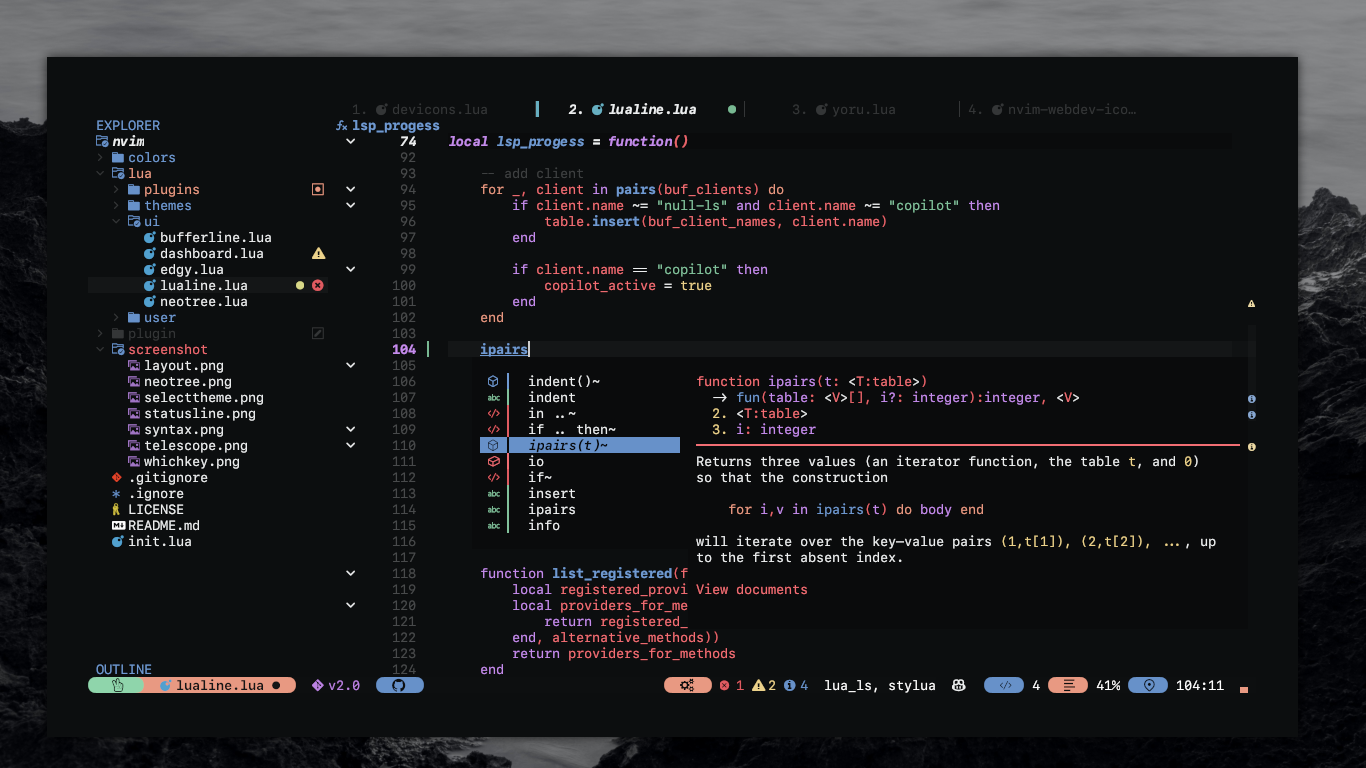 1. devicons.lua 2. lualine.lua 3. yoru.lua 4. nvim-webdev-ico…
EXPLORER
nvim
colors
lua
plugins
themes
ui
bufferline.lua
dashboard.lua
edgy.lua
lualine.lua
neotree.lua
user
plugin
screenshot
layout.png
neotree.png
selecttheme.png
statusline.png
syntax.png
telescope.png
whichkey.png
.gitignore
.ignore
LICENSE
README.md
init.lua
OUTLINE
lsp_progess
74 local lsp_progess = function()
92
93 -- add client
94 for _, client in pairs(buf_clients) do
95 if client.name ~= "null-ls" and client.name ~= "copilot" then
96 table.insert(buf_client_names, client.name)
97 end
98
99 if client.name == "copilot" then
100 copilot_active = true
101 end
102 end
103
104 ipairs
105
106
107
108
109
110
111
112
113
114
115
116
117
118 function list_registered(f
119 local registered_provi
120 local providers_for_me
121 return registered_
122 end, alternative_methods))
123 return providers_for_methods
124 end
indent()~
abc indent
in ..~
if .. then~
ipairs(t)~
io
if~
abc insert
abc ipairs
abc info
function ipairs(t: <T:table>)
→ fun(table: <V>[], i?: integer):integer, <V>
2. <T:table>
3. i: integer
Returns three values (an iterator function, the table t, and 0)
so that the construction
for i,v in ipairs(t) do body end
will iterate over the key-value pairs (1,t[1]), (2,t[2]), ..., up
to the first absent index.
View documents
lualine.lua ● v2.0 1 2 4 lua_ls, stylua 4 41% 104:11